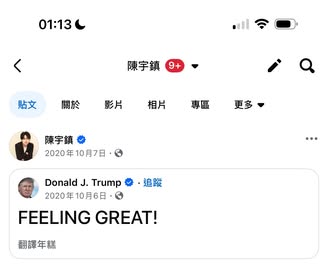 01:13
陳宇鎮 9+
貼文 關於 影片 相片 專區 更多
陳宇鎮
2020年10月7日 ·
Donald J. Trump · 追蹤
2020年10月6日 ·
FEELING GREAT!
翻譯年糕